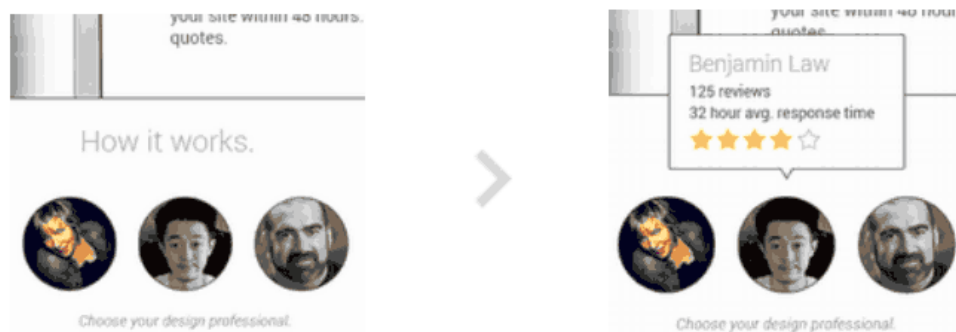 your site within 48 hours.
quotes.
How it works.
Choose your design professional.
your site within 48 hour
quotes.
Benjamin Law
125 reviews
32 hour avg. response time
Choose your design professional.